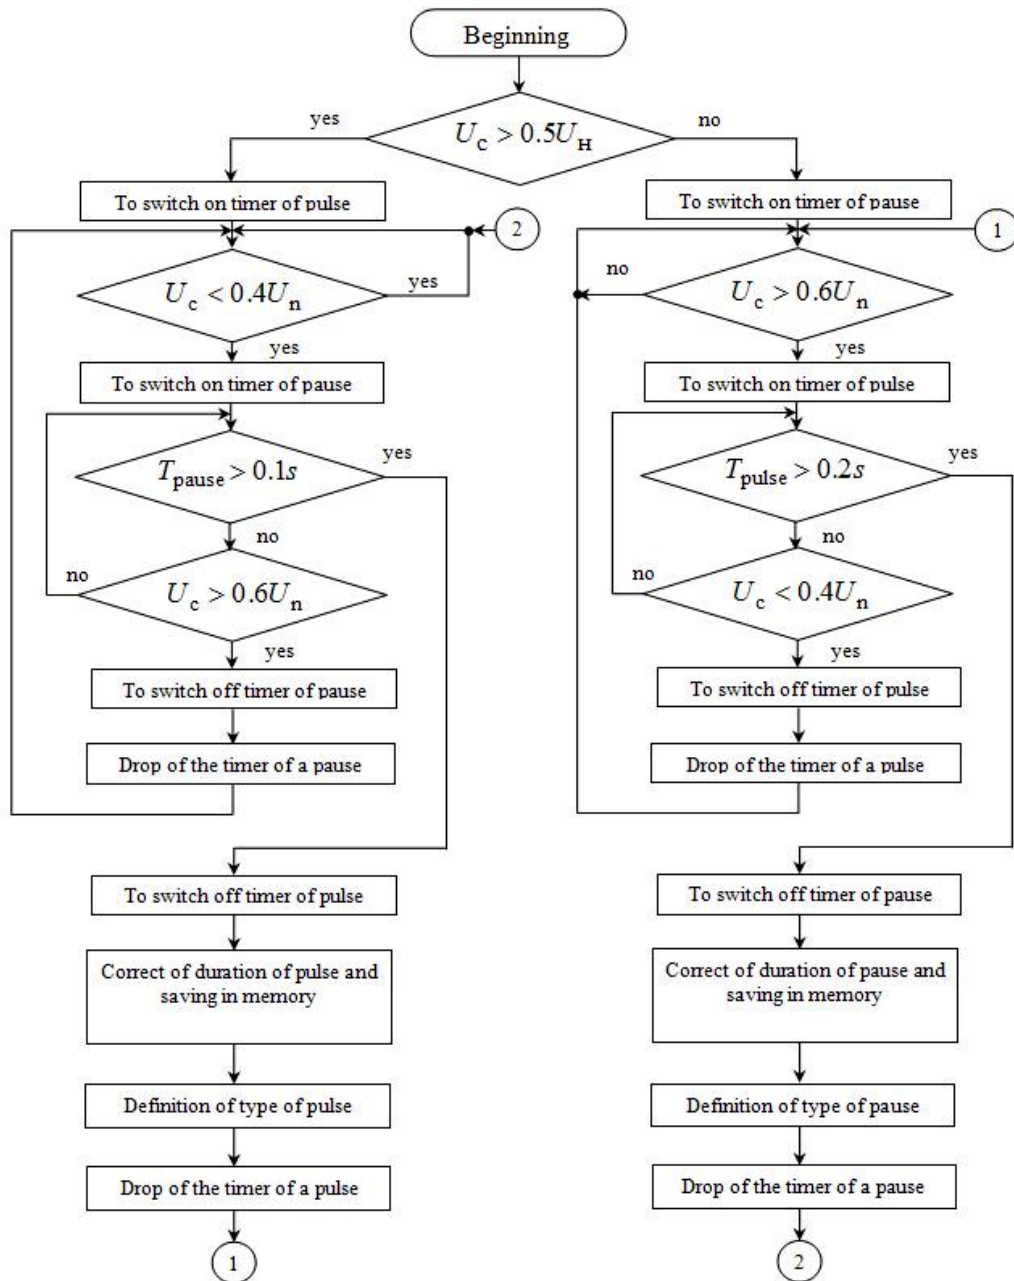 Beginning
yes
U_c > 0.5U_H
no
To switch on timer of pulse
To switch on timer of pause
2
1
U_c < 0.4U_n
yes
no
U_c > 0.6U_n
yes
yes
To switch on timer of pause
To switch on timer of pulse
T_pause > 0.1s
yes
T_pulse > 0.2s
yes
no
no
no
U_c > 0.6U_n
no
U_c < 0.4U_n
yes
yes
To switch off timer of pause
To switch off timer of pulse
Drop of the timer of a pause
Drop of the timer of a pulse
To switch off timer of pulse
To switch off timer of pause
Correct of duration of pulse and
saving in memory
Correct of duration of pause and
saving in memory
Definition of type of pulse
Definition of type of pause
Drop of the timer of a pulse
Drop of the timer of a pause
1
2